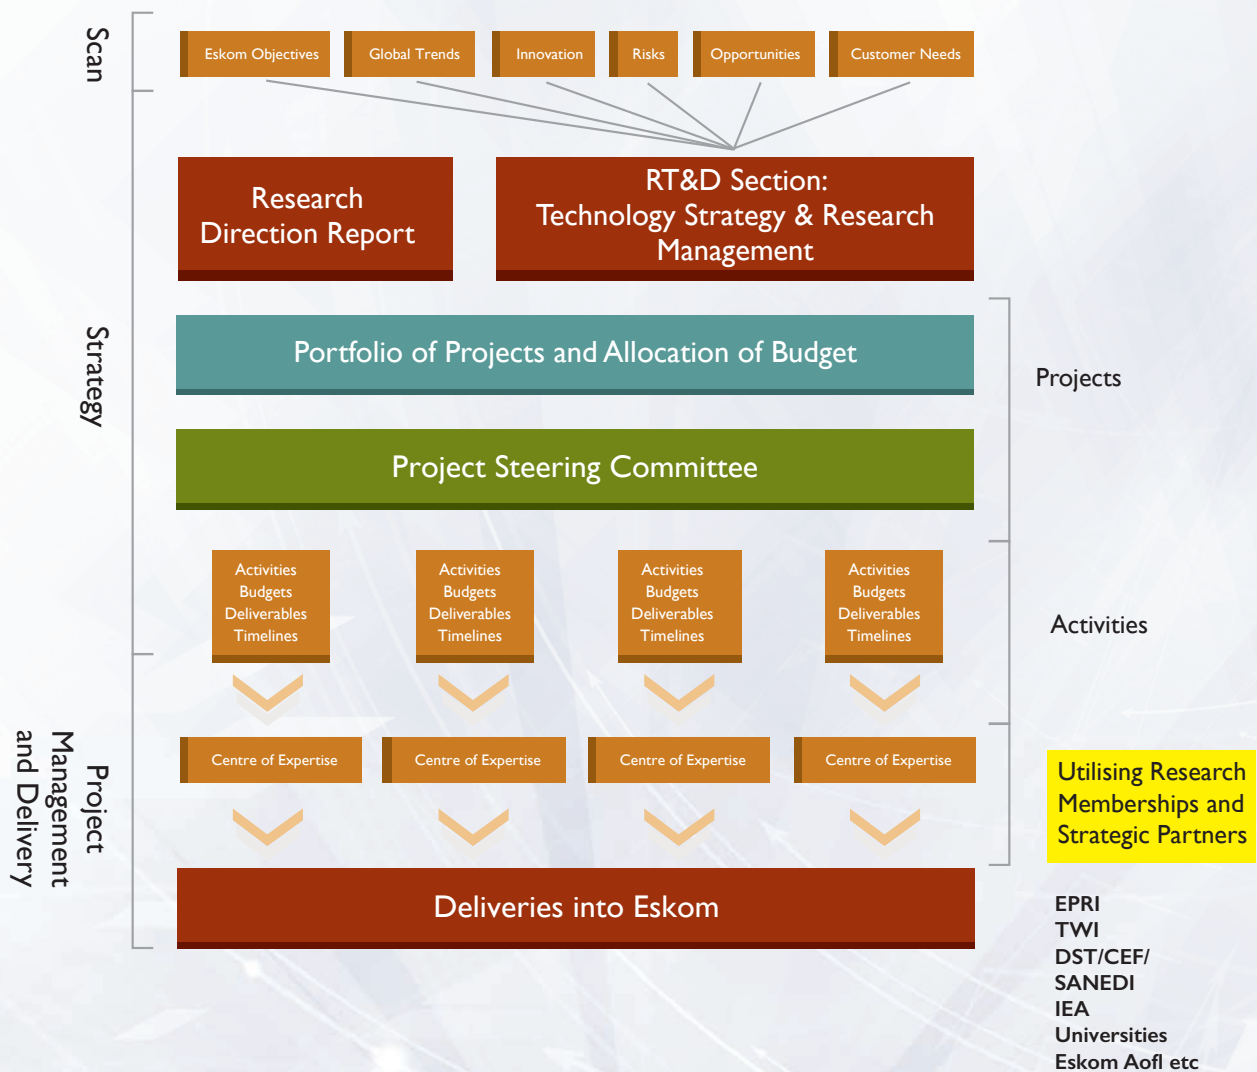 Scan
Eskom Objectives
Global Trends
Innovation
Risks
Opportunities
Customer Needs
Research
Direction Report
RT&D Section:
Technology Strategy & Research
Management
Strategy
Portfolio of Projects and Allocation of Budget
Projects
Project Steering Committee
Activities
Budgets
Deliverables
Timelines
Activities
Budgets
Deliverables
Timelines
Activities
Budgets
Deliverables
Timelines
Activities
Budgets
Deliverables
Timelines
Activities
Project
Management
and Delivery
Centre of Expertise
Centre of Expertise
Centre of Expertise
Centre of Expertise
Utilising Research
Memberships and
Strategic Partners
Deliveries into Eskom
EPRI
TWI
DST/CEF/
SANEDI
IEA
Universities
Eskom AofI etc